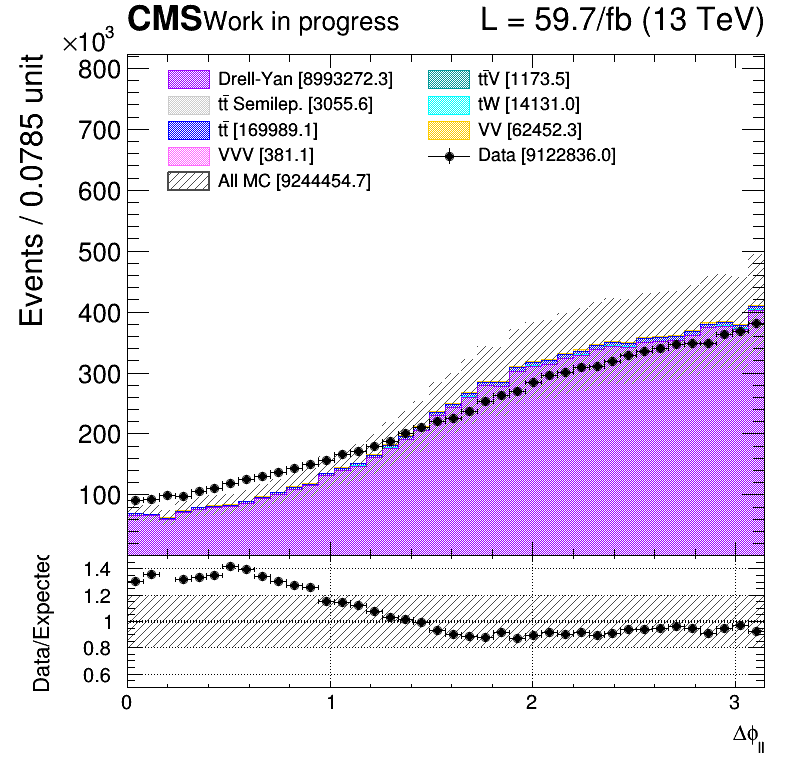 CMS Work in progress L = 59.7/fb (13 TeV)
×10³
Events / 0.0785 unit
800
700
600
500
400
300
200
100
Drell-Yan [8993272.3]
tt̄ Semilep. [3055.6]
tt̄ [169989.1]
VVV [381.1]
All MC [9244454.7]
tt̄V [1173.5]
tW [14131.0]
VV [62452.3]
Data [9122836.0]
Data/Expected
1.4
1.2
1
0.8
0.6
0 1 2 3
Δϕll